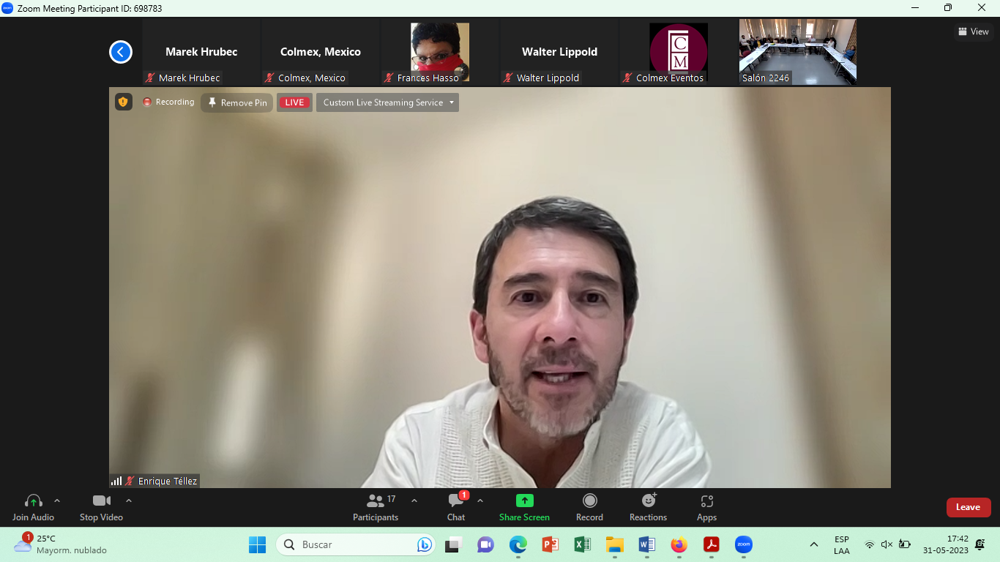 Zoom Meeting Participant ID: 698783
Marek Hrubec
Colmex, Mexico
Walter Lippold
CM
View
Marek Hrubec
Colmex, Mexico
Frances Hasso
Walter Lippold
Colmex Eventos
Salón 2246
Recording
Remove Pin
LIVE
Custom Live Streaming Service
Enrique Téllez
17
1
Join Audio
Stop Video
Participants
Chat
Share Screen
Record
Reactions
Apps
Leave
1
25°C
Mayorm. nublado
Buscar
zoom
ESP
LAA
17:42
31-05-2023